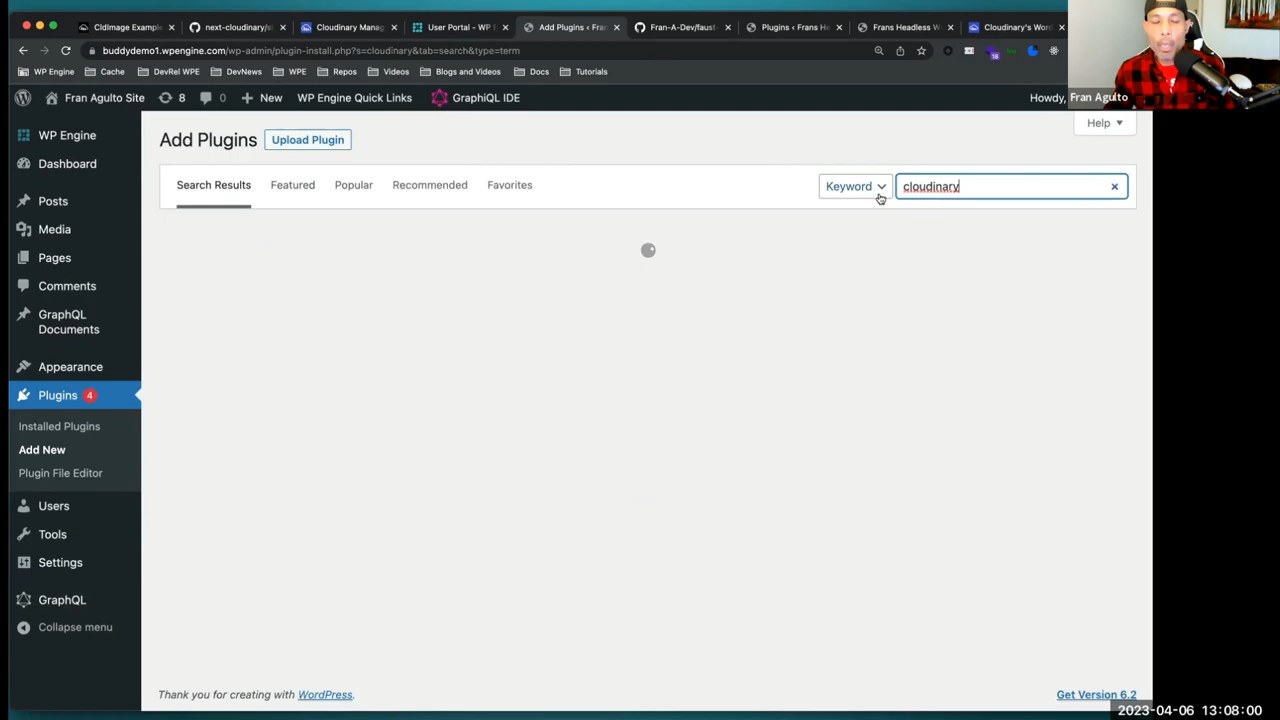 CldImage Example
next-cloudinary/s
Cloudinary Manag
User Portal - WP E
Add Plugins ‹ Fran
Fran-A-Dev/faust
Plugins ‹ Frans He
Frans Headless W
Cloudinary's Word
buddydemo1.wpengine.com/wp-admin/plugin-install.php?s=cloudinary&tab=search&type=term
18
WP Engine
Cache
DevRel WPE
DevNews
WPE
Repos
Videos
Blogs and Videos
Docs
Tutorials
Fran Agulto Site
8
0
New
WP Engine Quick Links
GraphiQL IDE
Howdy,
Fran Agulto
WP Engine
Dashboard
Posts
Media
Pages
Comments
GraphQL
Documents
Appearance
Plugins 4
Installed Plugins
Add New
Plugin File Editor
Users
Tools
Settings
GraphQL
Collapse menu
Help
Add Plugins
Upload Plugin
Search Results
Featured
Popular
Recommended
Favorites
Keyword
cloudinary
Thank you for creating with WordPress.
Get Version 6.2
2023-04-06 13:08:00